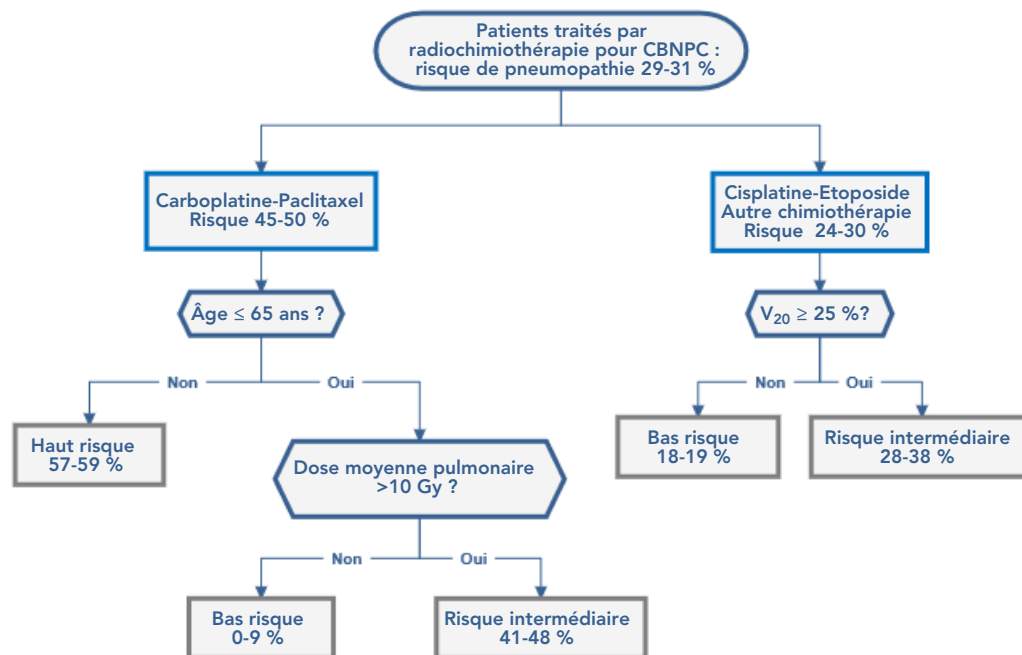 Patients traités par
radiochimiothérapie pour CBNPC :
risque de pneumopathie 29-31 %
Carboplatine-Paclitaxel
Risque 45-50 %
Cisplatine-Etoposide
Autre chimiothérapie
Risque 24-30 %
Âge ≤ 65 ans ?
V₂₀ ≥ 25 %?
Non
Oui
Non
Oui
Haut risque
57-59 %
Dose moyenne pulmonaire
>10 Gy ?
Bas risque
18-19 %
Risque intermédiaire
28-38 %
Non
Oui
Bas risque
0-9 %
Risque intermédiaire
41-48 %